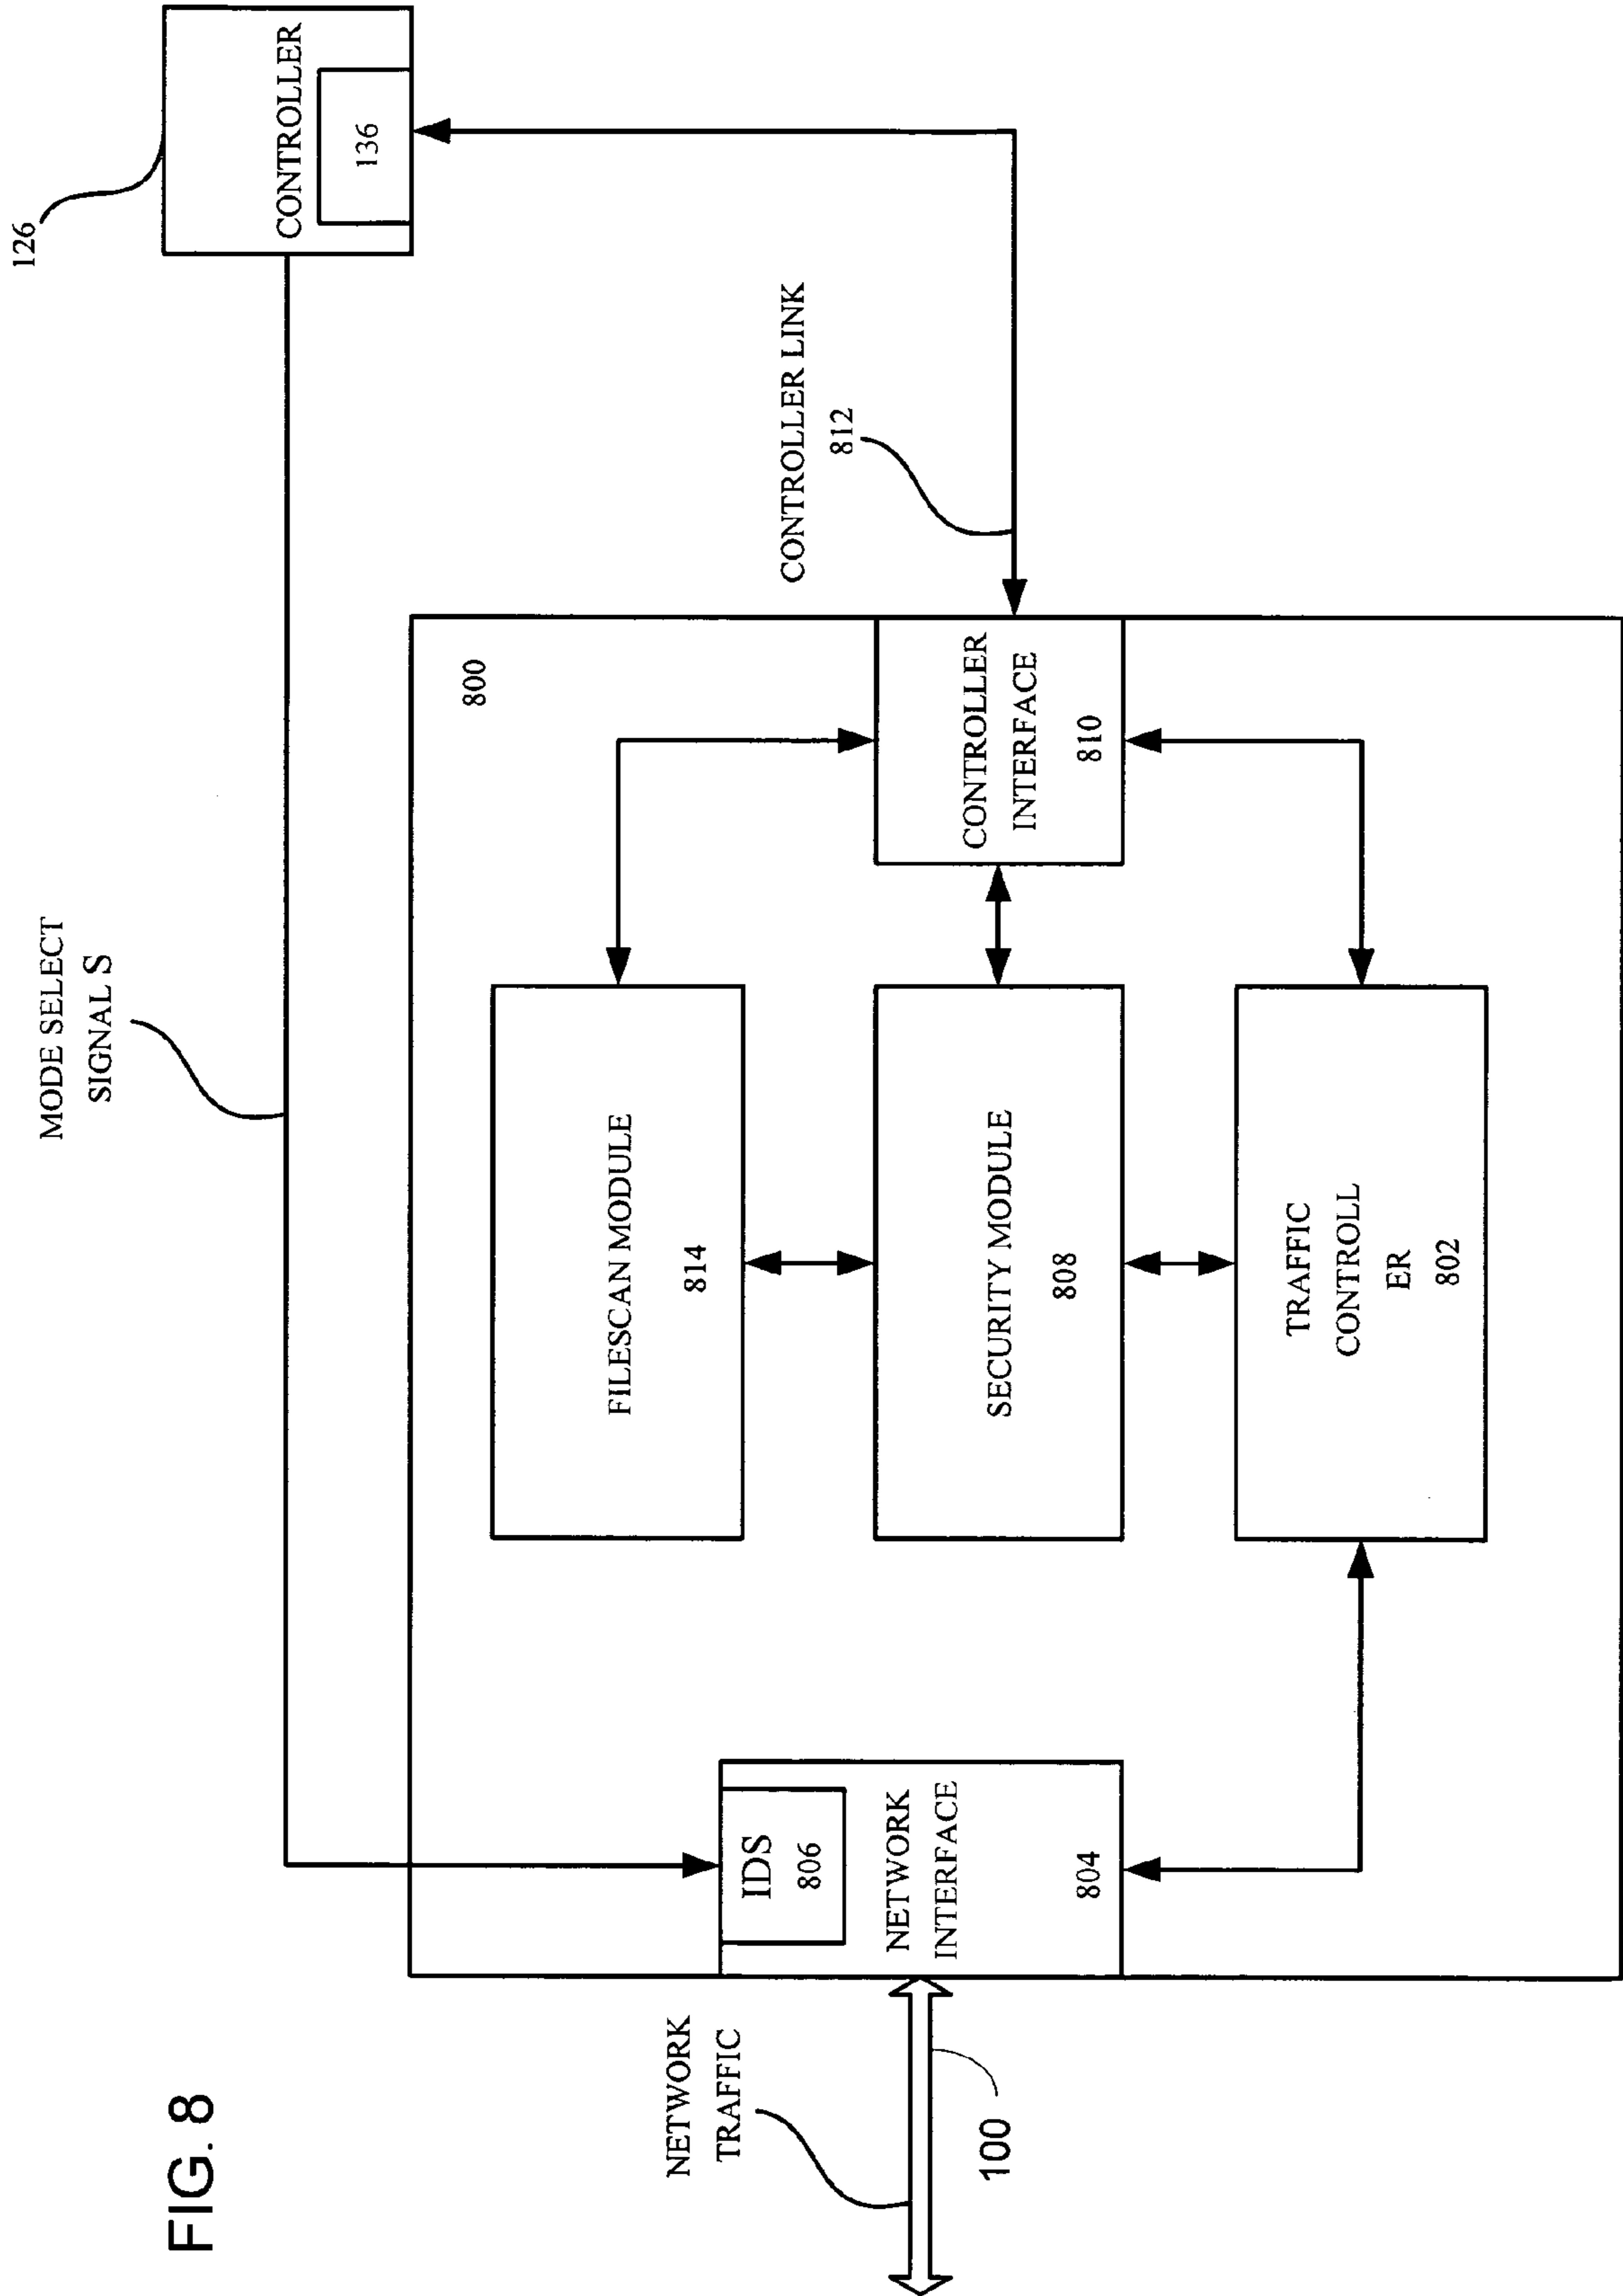 FIG. 8
MODE SELECT
SIGNAL S
126
CONTROLLER
136
CONTROLLER LINK
812
800
FILESCAN MODULE
814
SECURITY MODULE
808
TRAFFIC
CONTROLL
ER
802
CONTROLLER
INTERFACE
810
IDS
806
NETWORK
INTERFACE
804
NETWORK
TRAFFIC
100